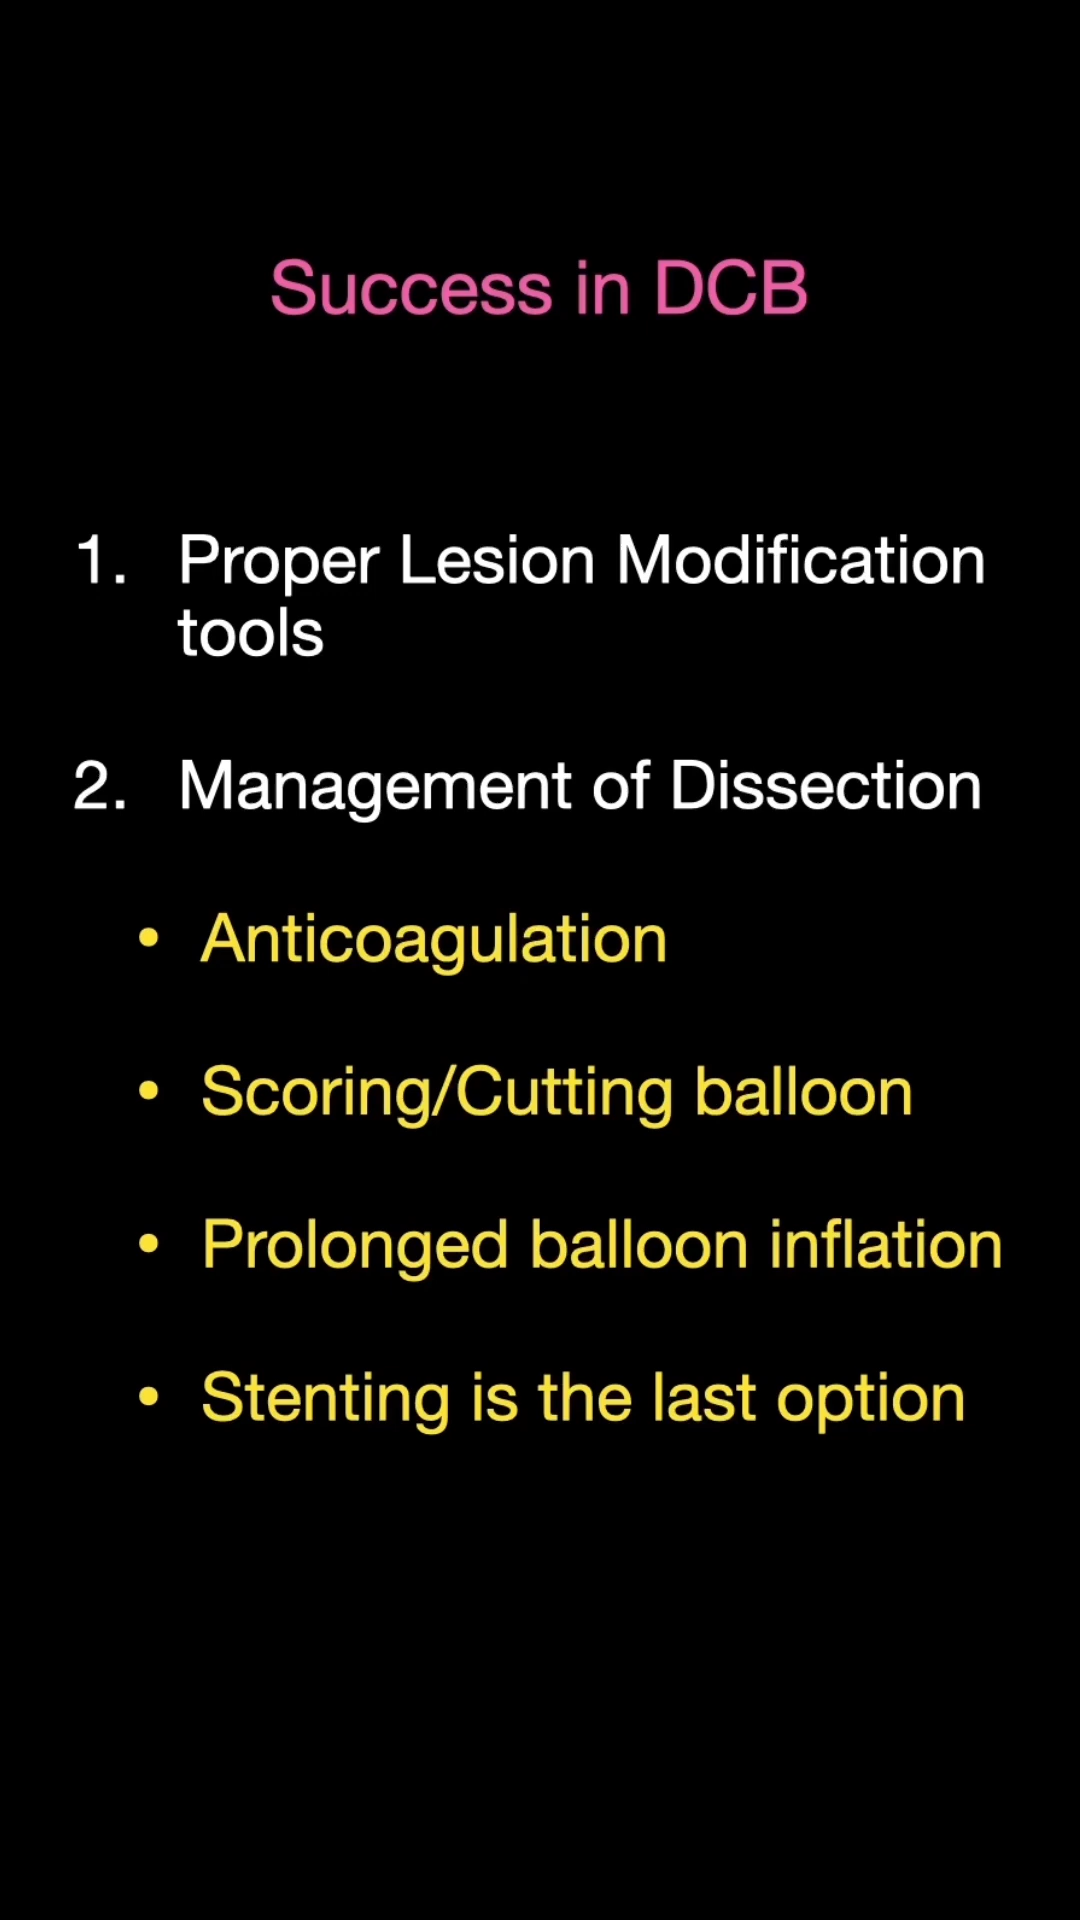 Success in DCB
1. Proper Lesion Modification
tools
2. Management of Dissection
• Anticoagulation
• Scoring/Cutting balloon
• Prolonged balloon inflation
• Stenting is the last option